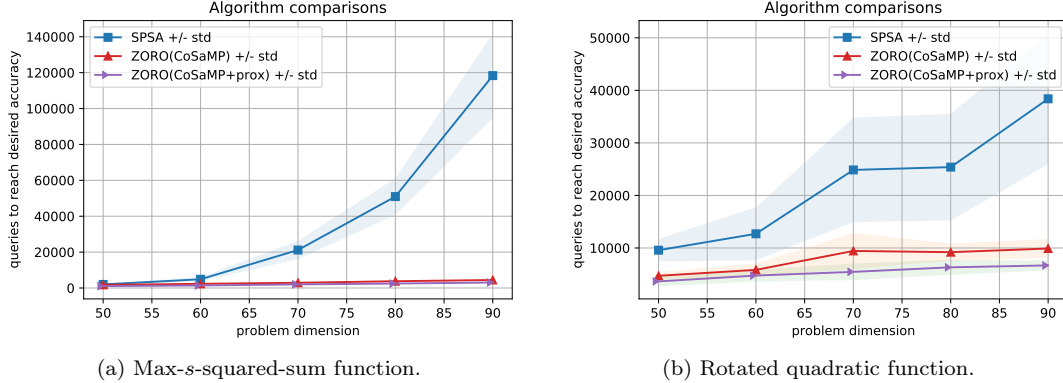 Algorithm comparisons
queries to reach desired accuracy
140000
120000
100000
80000
60000
40000
20000
0
SPSA +/- std
ZORO(CoSaMP) +/- std
ZORO(CoSaMP+prox) +/- std
50 55 60 65 70 75 80 85 90
problem dimension
(a) Max-s-squared-sum function.
Algorithm comparisons
queries to reach desired accuracy
50000
40000
30000
20000
10000
SPSA +/- std
ZORO(CoSaMP) +/- std
ZORO(CoSaMP+prox) +/- std
50 55 60 65 70 75 80 85 90
problem dimension
(b) Rotated quadratic function.